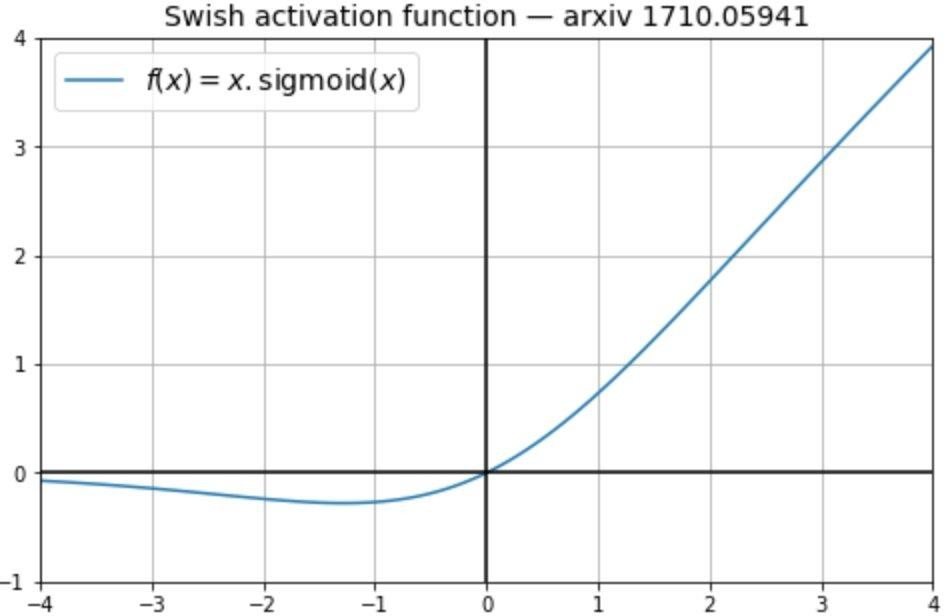 Swish activation function — arxiv 1710.05941
4
f(x) = x. sigmoid(x)
3
2
1
0
−1
−4 −3 −2 −1 0 1 2 3 4